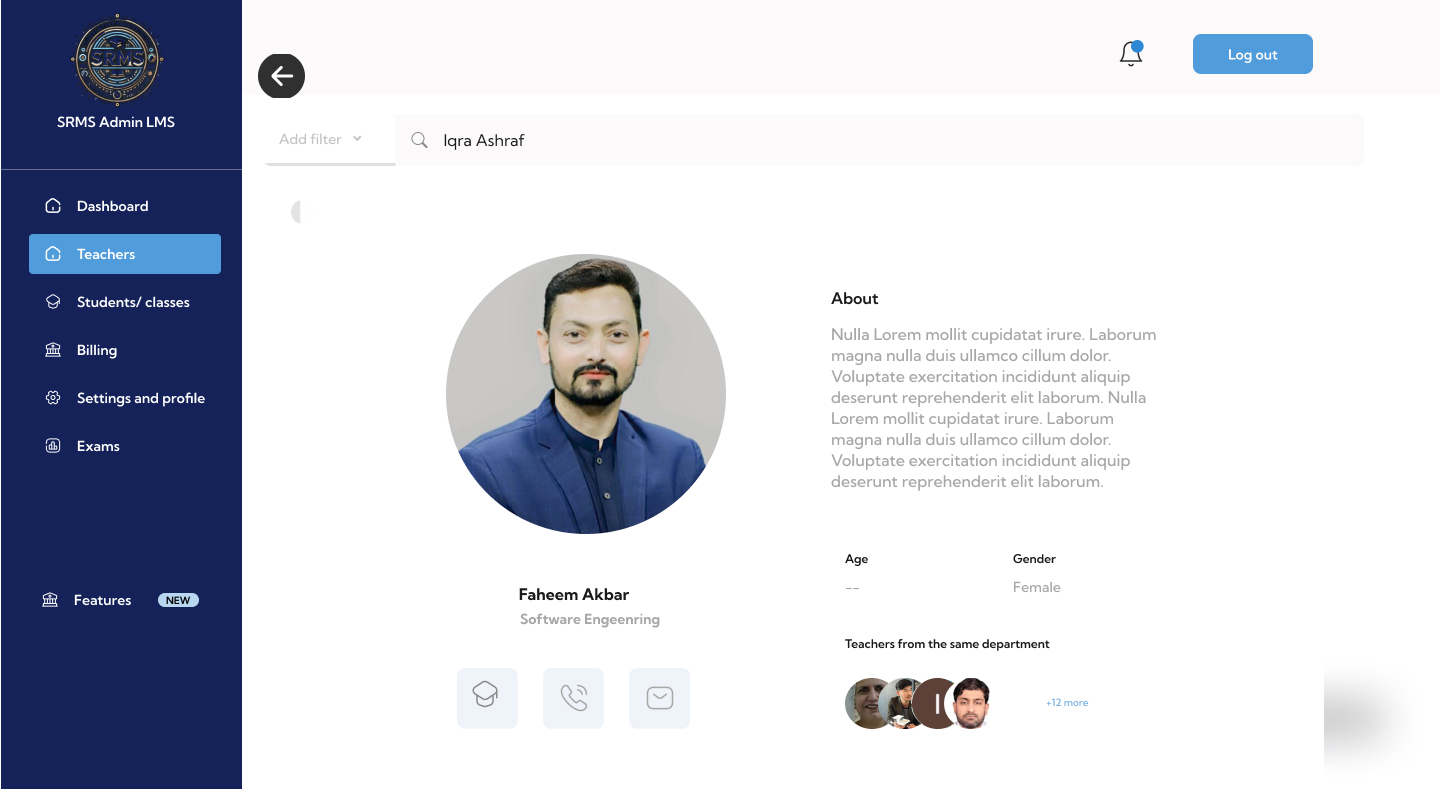 SRMS
SRMS Admin LMS
Dashboard
Teachers
Students/ classes
Billing
Settings and profile
Exams
Features NEW
Log out
Add filter
Iqra Ashraf
Faheem Akbar
Software Engeenring
About
Nulla Lorem mollit cupidatat irure. Laborum
magna nulla duis ullamco cillum dolor.
Voluptate exercitation incididunt aliquip
deserunt reprehenderit elit laborum. Nulla
Lorem mollit cupidatat irure. Laborum
magna nulla duis ullamco cillum dolor.
Voluptate exercitation incididunt aliquip
deserunt reprehenderit elit laborum.
Age Gender
-- Female
Teachers from the same department
I
+12 more